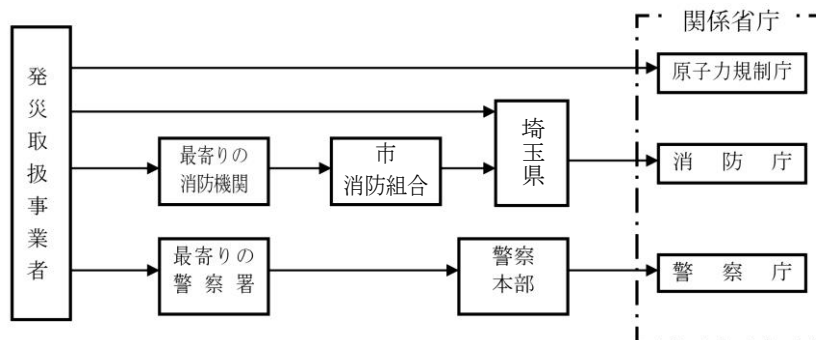 関係省庁
発災取扱事業者
原子力規制庁
埼玉県
最寄りの
消防機関
市
消防組合
消防庁
最寄りの
警察署
警察
本部
警察庁